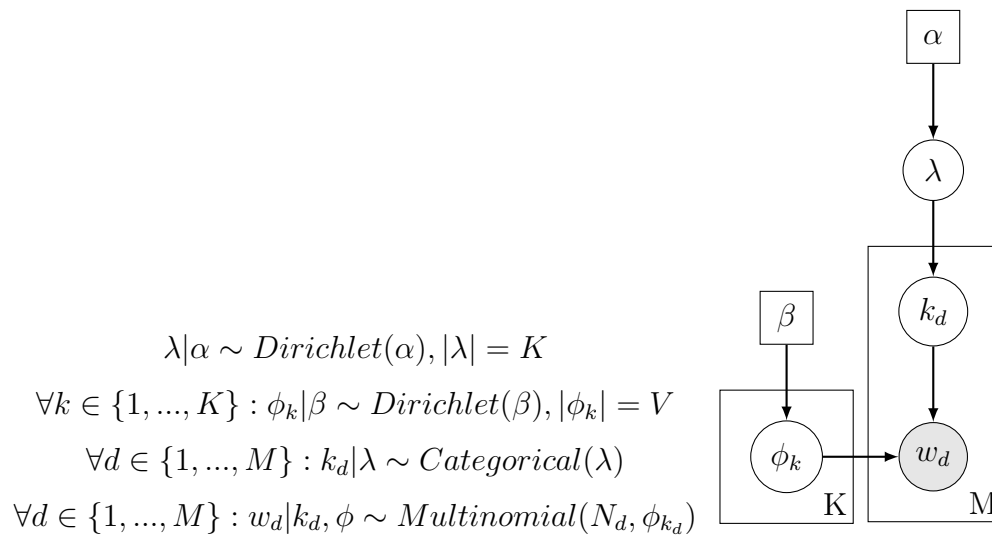 α
λ
k_d
β
λ|α ∼ Dirichlet(α), |λ| = K
∀k ∈ {1, ..., K} : ϕ_k|β ∼ Dirichlet(β), |ϕ_k| = V
∀d ∈ {1, ..., M} : k_d|λ ∼ Categorical(λ)
ϕ_k
w_d
∀d ∈ {1, ..., M} : w_d|k_d, ϕ ∼ Multinomial(N_d, ϕ_{k_d})
K
M